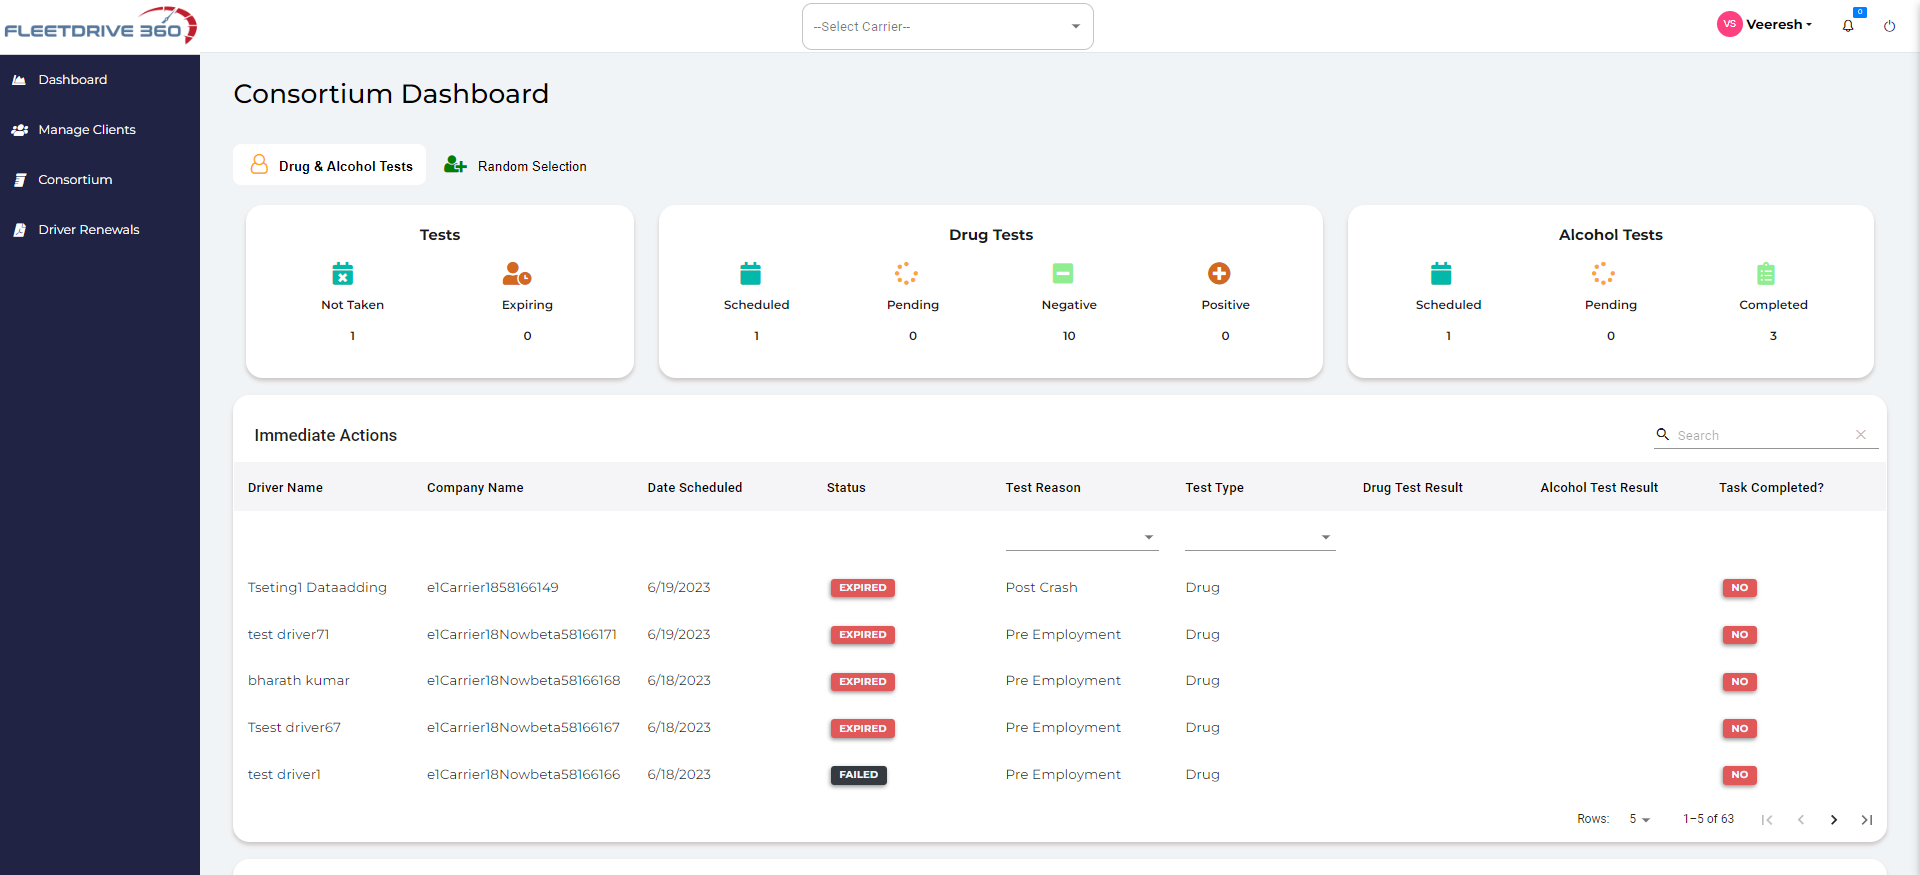 FLEETDRIVE 360
--Select Carrier--
VS Veeresh
0
Dashboard
Manage Clients
Consortium
Driver Renewals
Consortium Dashboard
Drug & Alcohol Tests Random Selection
Tests
Not Taken Expiring
1 0
Drug Tests
Scheduled Pending Negative Positive
1 0 10 0
Alcohol Tests
Scheduled Pending Completed
1 0 3
Immediate Actions
Search
Driver Name Company Name Date Scheduled Status Test Reason Test Type Drug Test Result Alcohol Test Result Task Completed?
Tseting1 Dataadding e1Carrier1858166149 6/19/2023 EXPIRED Post Crash Drug NO
test driver71 e1Carrier18Nowbeta58166171 6/19/2023 EXPIRED Pre Employment Drug NO
bharath kumar e1Carrier18Nowbeta58166168 6/18/2023 EXPIRED Pre Employment Drug NO
Tsest driver67 e1Carrier18Nowbeta58166167 6/18/2023 EXPIRED Pre Employment Drug NO
test driver1 e1Carrier18Nowbeta58166166 6/18/2023 FAILED Pre Employment Drug NO
Rows: 5 1-5 of 63